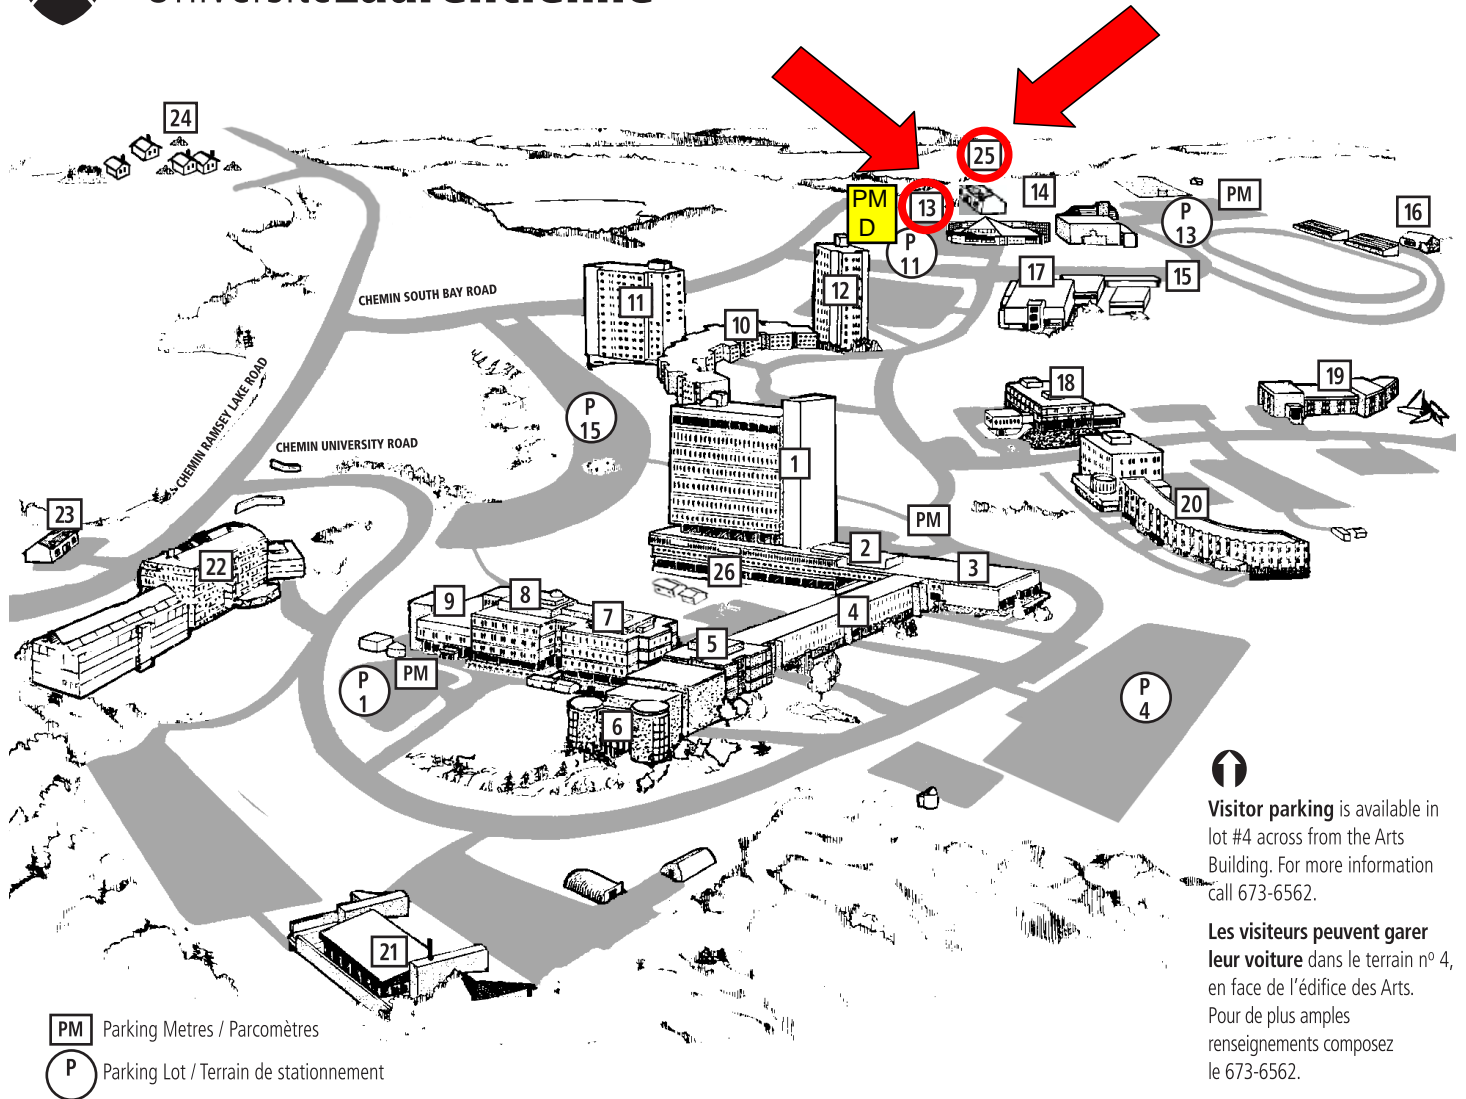 UniversitéLaurentienne
24
25
14
PM
D
13
PM
P
13
16
P
11
17
15
12
11
CHEMIN SOUTH BAY ROAD
10
18
19
CHEMIN RAMSEY LAKE ROAD
P
15
CHEMIN UNIVERSITY ROAD
1
20
23
PM
22
2
26
3
9
8
7
4
5
PM
P
1
6
P
4
Visitor parking is available in
lot #4 across from the Arts
Building. For more information
call 673-6562.
Les visiteurs peuvent garer
leur voiture dans le terrain nº 4,
en face de l'édifice des Arts.
Pour de plus amples
renseignements composez
le 673-6562.
21
PM Parking Metres / Parcomètres
P Parking Lot / Terrain de stationnement